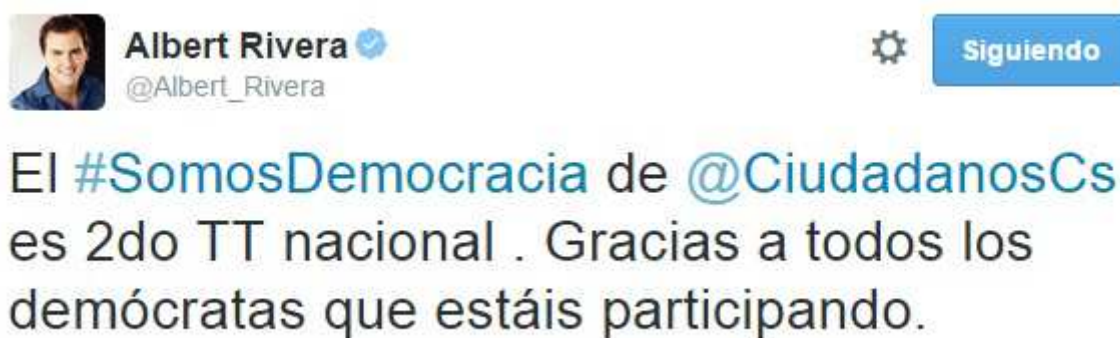 Albert Rivera
@Albert_Rivera
Siguiendo
El #SomosDemocracia de @CiudadanosCs
es 2do TT nacional . Gracias a todos los
demócratas que estáis participando.